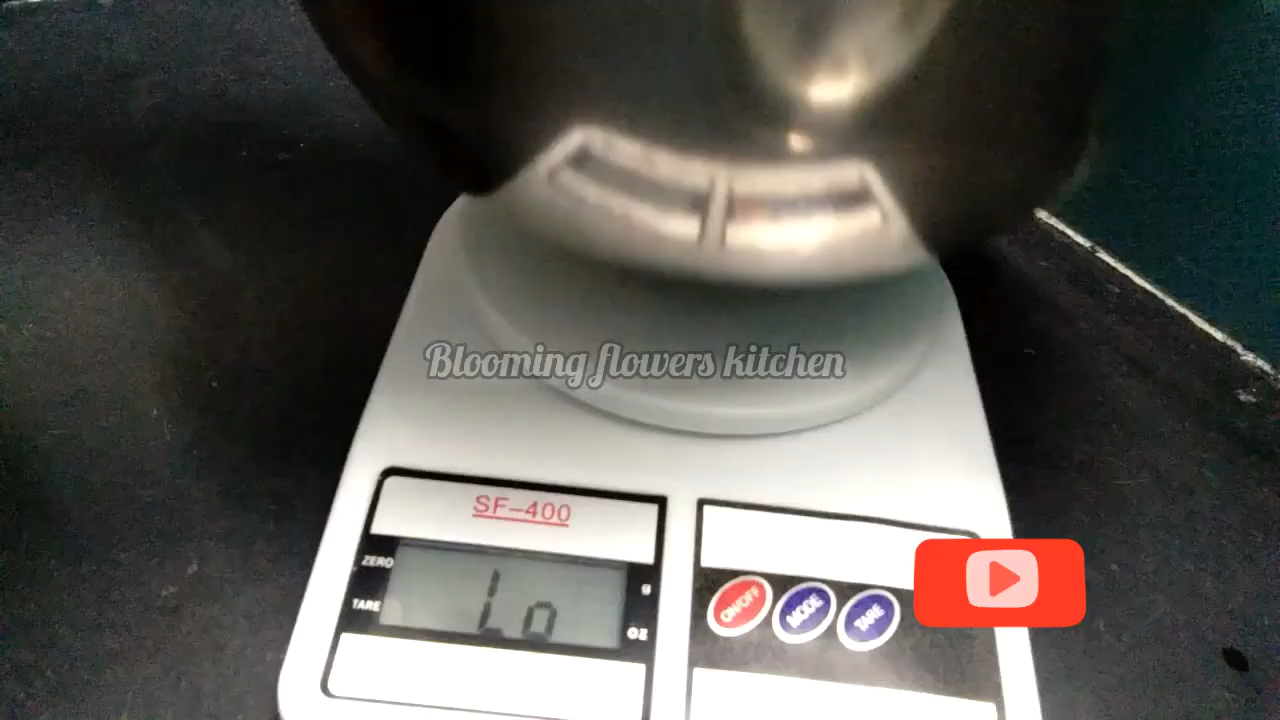 Blooming flowers kitchen
SF-400
ZERO
TARE
Lo
g
OZ
ON/OFF
MODE
TARE